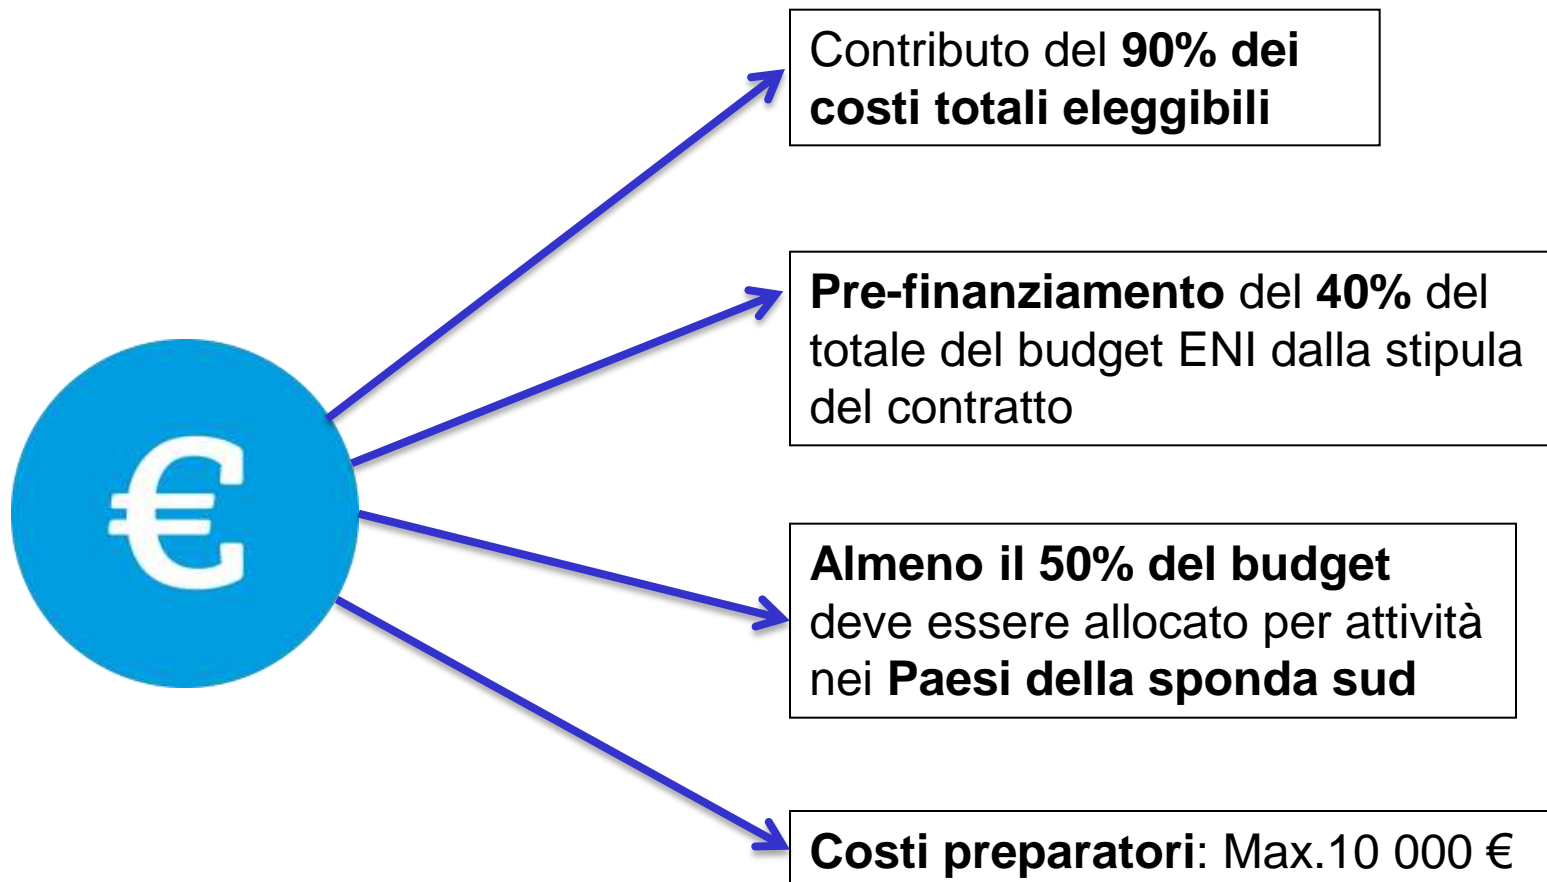 Contributo del 90% dei
costi totali eleggibili
Pre-finanziamento del 40% del
totale del budget ENI dalla stipula
del contratto
€
Almeno il 50% del budget
deve essere allocato per attività
nei Paesi della sponda sud
Costi preparatori: Max.10 000 €